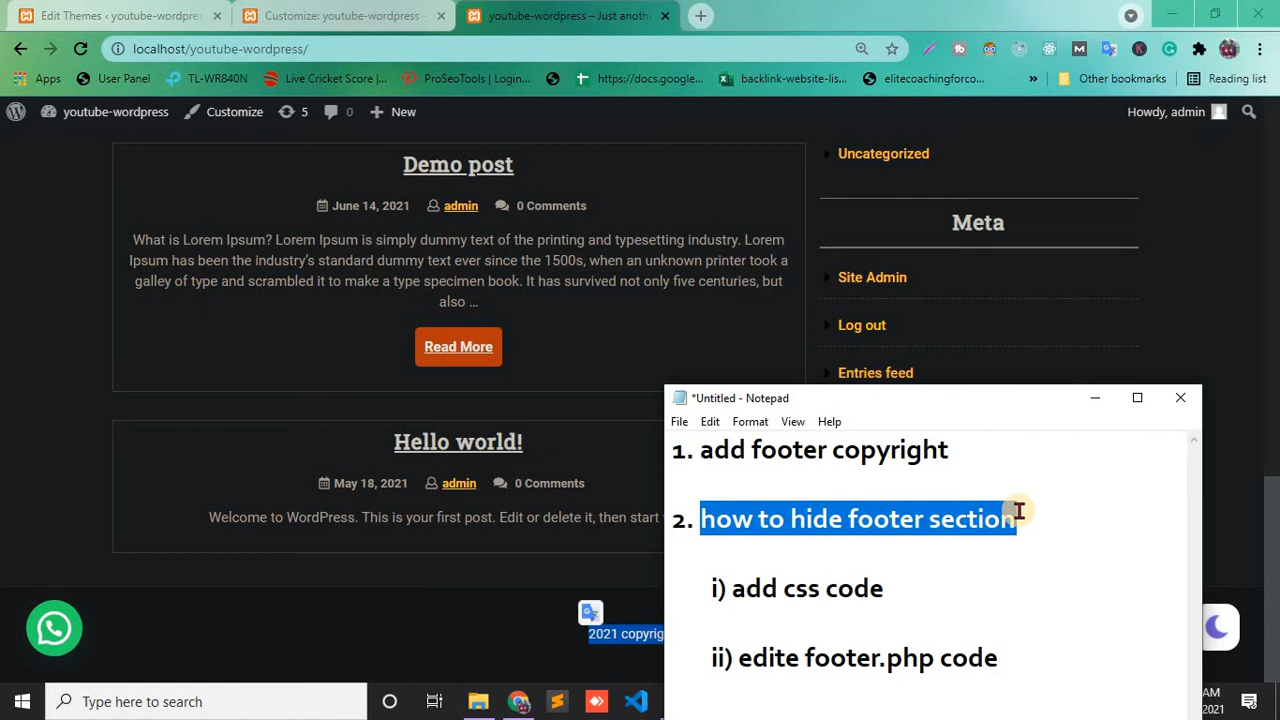 Edit Themes ‹ youtube-wordpres
Customize: youtube-wordpress –
youtube-wordpress – Just anoth
localhost/youtube-wordpress/
Apps
User Panel
TL-WR840N
Live Cricket Score |...
ProSeoTools | Login...
https://docs.google...
backlink-website-lis...
elitecoachingforco...
»
Other bookmarks
Reading list
youtube-wordpress
Customize
5
0
New
Howdy, admin
Demo post
June 14, 2021 admin 0 Comments
What is Lorem Ipsum? Lorem Ipsum is simply dummy text of the printing and typesetting industry. Lorem
Ipsum has been the industry's standard dummy text ever since the 1500s, when an unknown printer took a
galley of type and scrambled it to make a type specimen book. It has survived not only five centuries, but
also ...
Read More
Hello world!
May 18, 2021 admin 0 Comments
Welcome to WordPress. This is your first post. Edit or delete it, then start
2021 copyrig
Uncategorized
Meta
Site Admin
Log out
Entries feed
*Untitled - Notepad
File Edit Format View Help
1. add footer copyright
2. how to hide footer section
i) add css code
ii) edite footer.php code
Type here to search
AM
2021